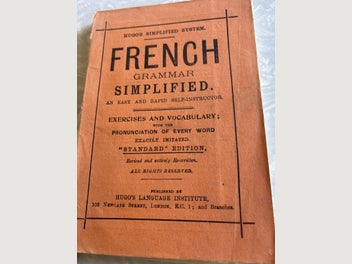 HUGO'S SIMPLIFIED SYSTEM.
FRENCH
GRAMMAR
SIMPLIFIED.
AN EASY AND RAPID SELF-INSTRUCTOR.
EXERCISES AND VOCABULARY;
WITH THE
PRONUNCIATION OF EVERY WORD
EXACTLY IMITATED.
"STANDARD" EDITION,
Revised and entirely Re-written.
ALL RIGHTS RESERVED.
PUBLISHED BY
HUGO'S LANGUAGE INSTITUTE,
NEWGATE STREET, LONDON, E.C. 1; and Branches.